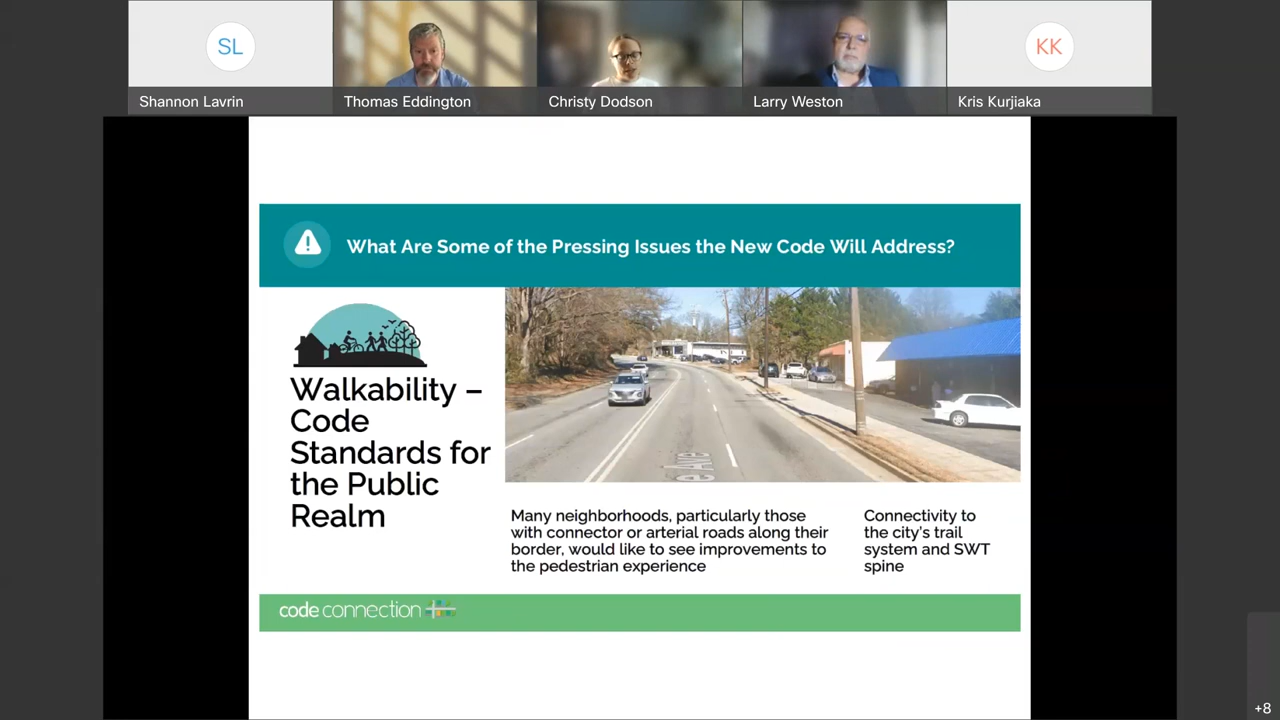 SL
KK
Shannon Lavrin
Thomas Eddington
Christy Dodson
Larry Weston
Kris Kurjiaka
What Are Some of the Pressing Issues the New Code Will Address?
Walkability –
Code
Standards for
the Public
Realm
e Ave
Many neighborhoods, particularly those
with connector or arterial roads along their
border, would like to see improvements to
the pedestrian experience
Connectivity to
the city's trail
system and SWT
spine
code connection
+8